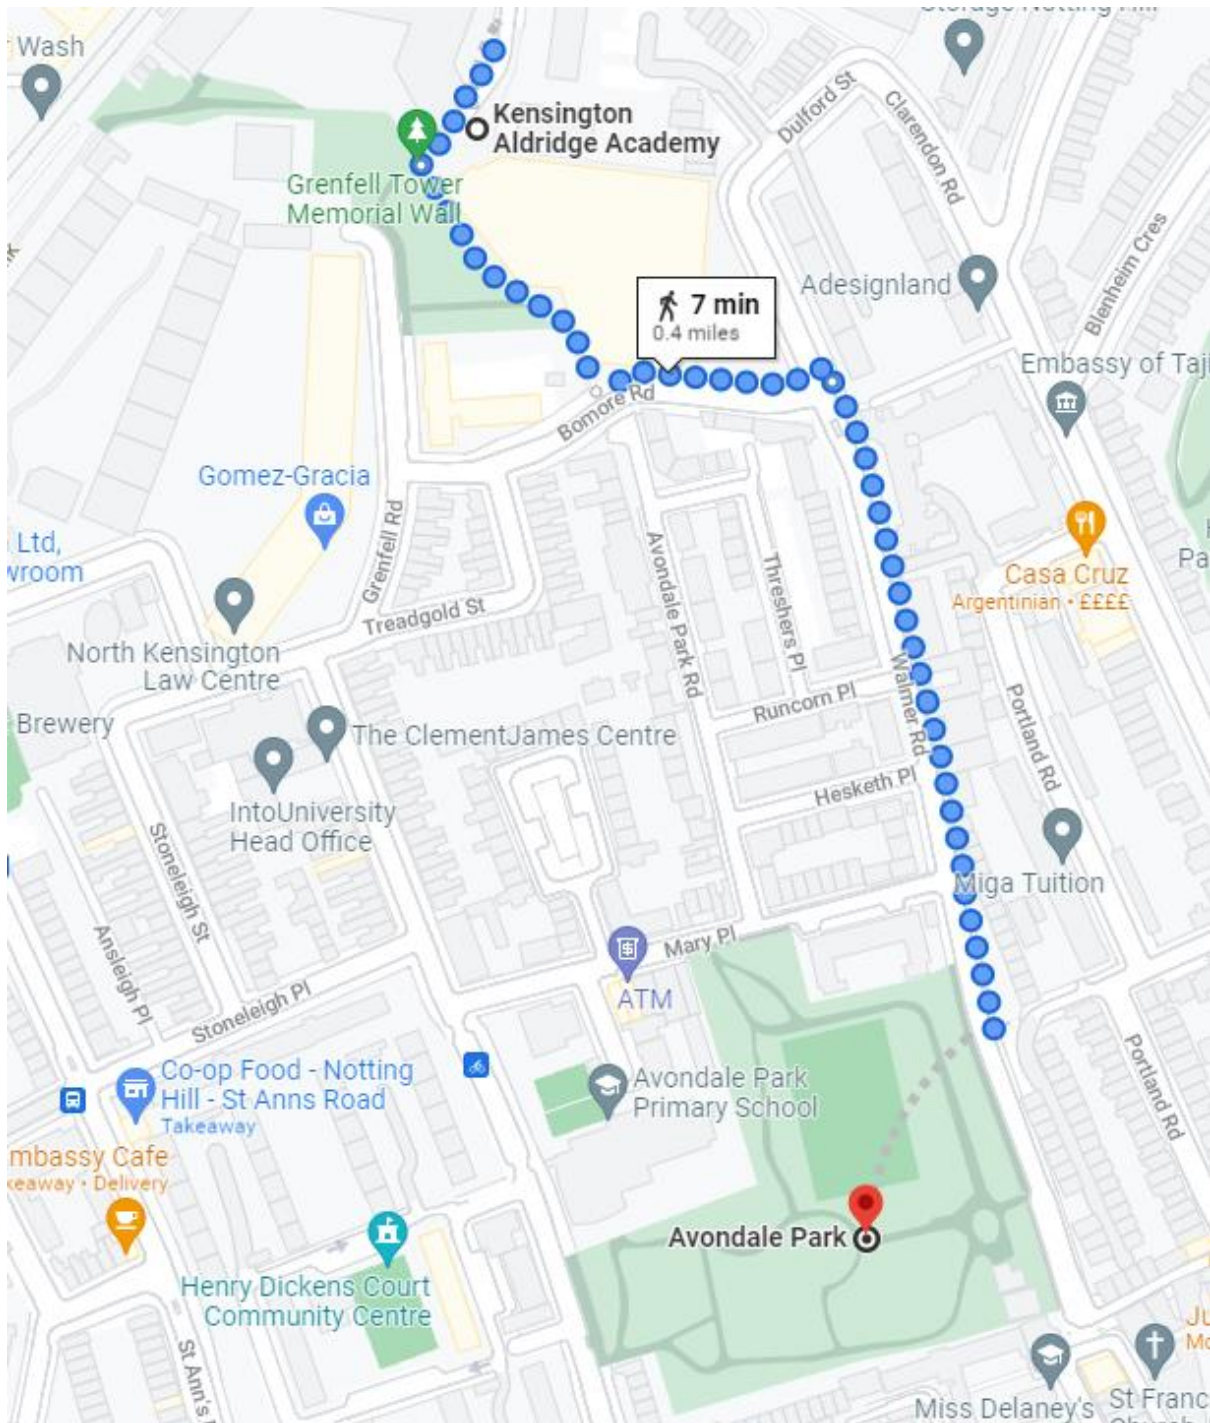 Wash
Kensington
Aldridge Academy
Grenfell Tower
Memorial Wall
Dulford St
Clarendon Rd
Blenheim Cres
Adesignland
7 min
0.4 miles
Embassy of Taji
Bomore Rd
Gomez-Gracia
Ltd,
wroom
Grenfell Rd
Treadgold St
Avondale Park Rd
Threshers Pl
Casa Cruz
Argentinian • ££££
Pa
North Kensington
Law Centre
Runcorn Pl
Walmer Rd
Portland Rd
Brewery
The ClementJames Centre
IntoUniversity
Head Office
Hesketh Pl
Stoneleigh St
Miga Tuition
Ansleigh Pl
Mary Pl
ATM
Stoneleigh Pl
Co-op Food - Notting
Hill - St Anns Road
Takeaway
Avondale Park
Primary School
Portland Rd
mbassy Cafe
keaway • Delivery
Avondale Park
Henry Dickens Court
Community Centre
St Ann's
Ju
Mo
Miss Delaney's
St Franc